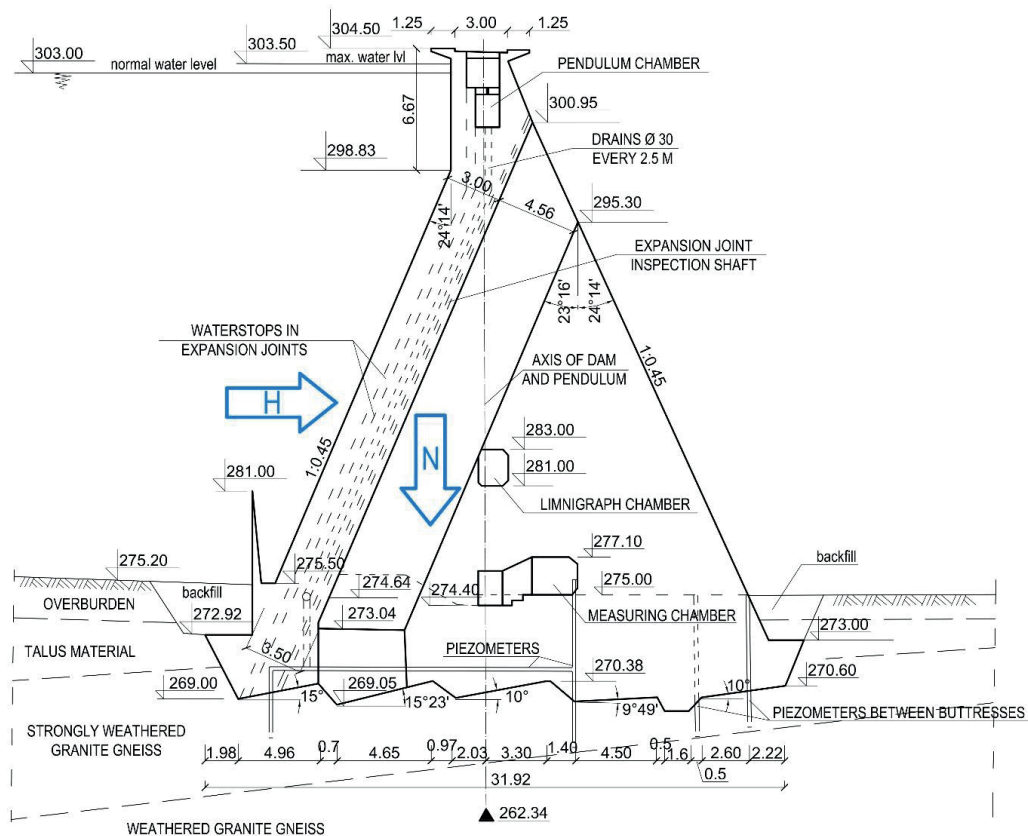 1.25 3.00 1.25
304.50
303.50
303.00
normal water level
max. water lvl
PENDULUM CHAMBER
6.67
300.95
DRAINS Ø 30
EVERY 2.5 M
298.83
3.00
4.56
295.30
24°14'
EXPANSION JOINT
INSPECTION SHAFT
23°16'
24°14'
WATERSTOPS IN
EXPANSION JOINTS
AXIS OF DAM
AND PENDULUM
1:0.45
H
N
1:0.45
283.00
281.00
281.00
LIMNIGRAPH CHAMBER
275.20
277.10
backfill
275.50
274.64
274.40
275.00
OVERBURDEN
backfill
272.92
273.04
MEASURING CHAMBER
273.00
TALUS MATERIAL
3.50
PIEZOMETERS
270.38
270.60
269.00
15°
269.05
15°23'
10°
9°49'
10°
PIEZOMETERS BETWEEN BUTTRESSES
STRONGLY WEATHERED
GRANITE GNEISS
1.98 4.96 0.7 4.65 0.97 2.03 3.30 1.40 4.50 0.5 1.6 2.60 2.22
0.5
31.92
262.34
WEATHERED GRANITE GNEISS